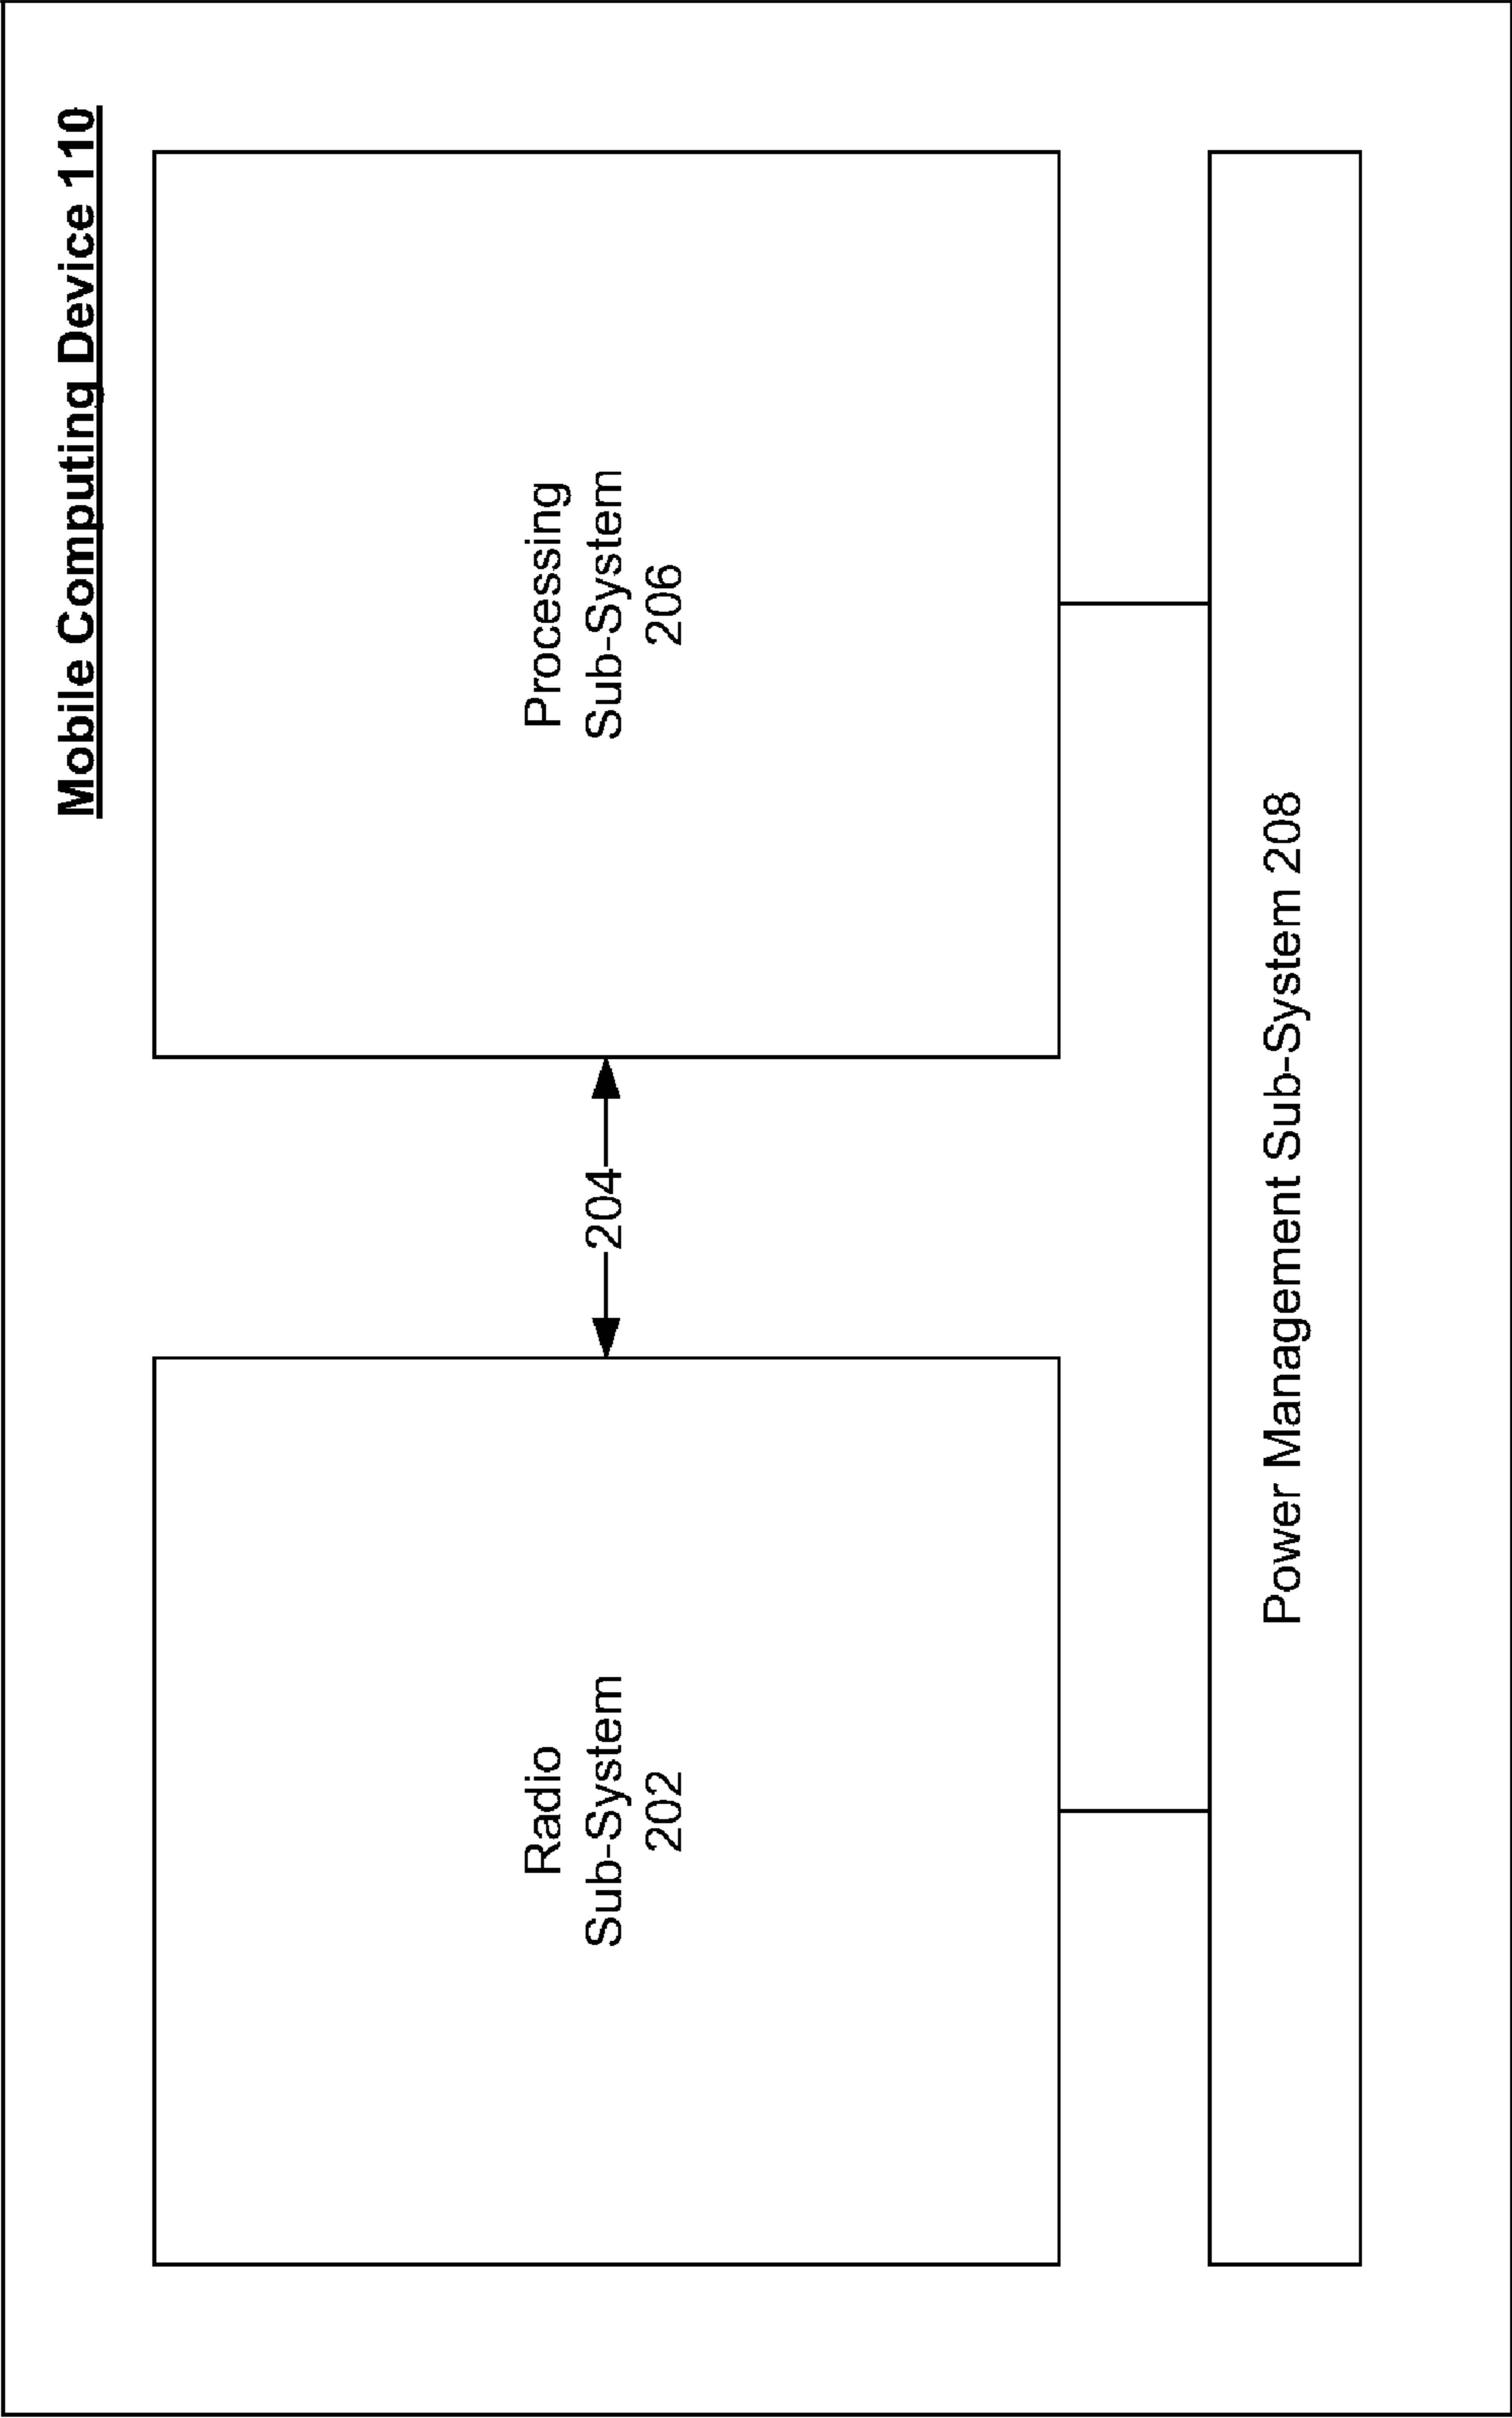 Mobile Computing Device 110
Radio
Sub-System
202
204
Processing
Sub-System
206
Power Management Sub-System 208